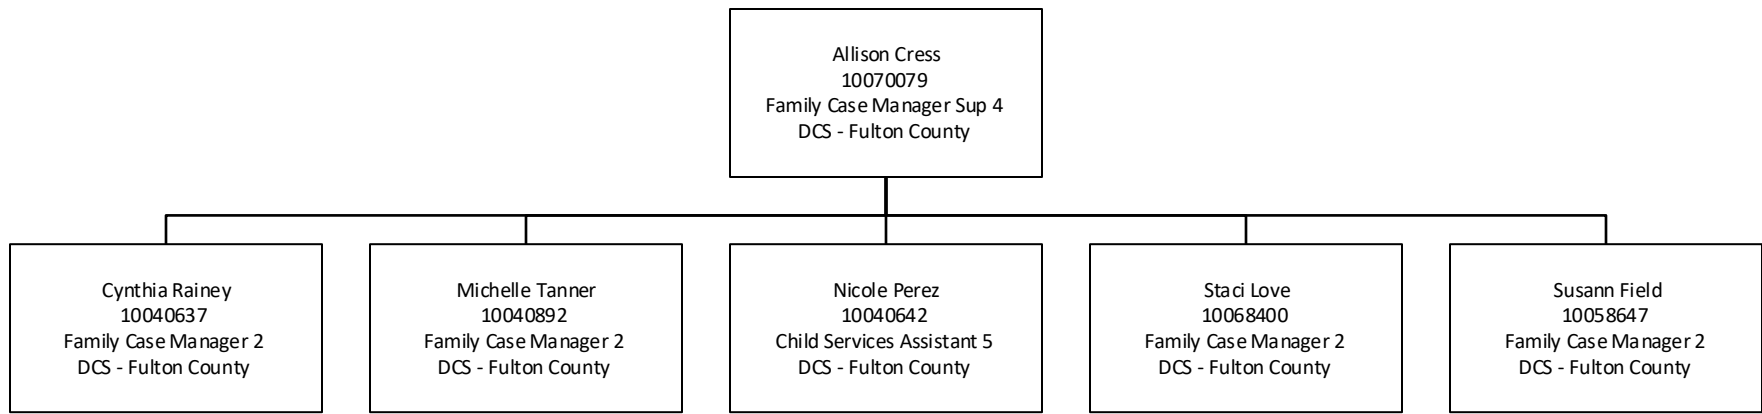 Allison Cress
10070079
Family Case Manager Sup 4
DCS - Fulton County
Cynthia Rainey
10040637
Family Case Manager 2
DCS - Fulton County
Michelle Tanner
10040892
Family Case Manager 2
DCS - Fulton County
Nicole Perez
10040642
Child Services Assistant 5
DCS - Fulton County
Staci Love
10068400
Family Case Manager 2
DCS - Fulton County
Susann Field
10058647
Family Case Manager 2
DCS - Fulton County